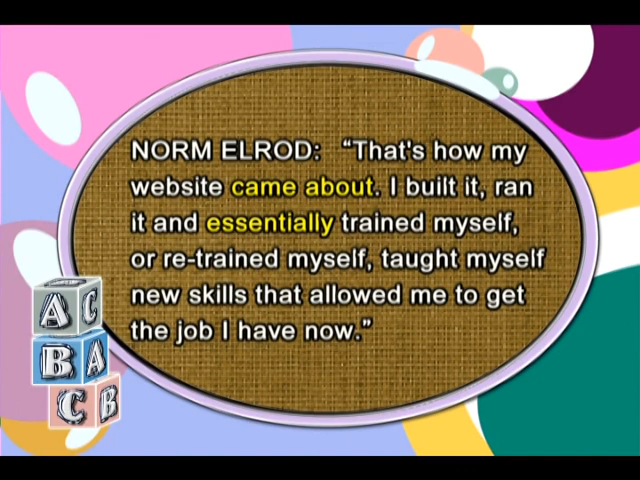 NORM ELROD: “That's how my
website came about. I built it, ran
it and essentially trained myself,
or re-trained myself, taught myself
new skills that allowed me to get
the job I have now.”
A C
B A
C B